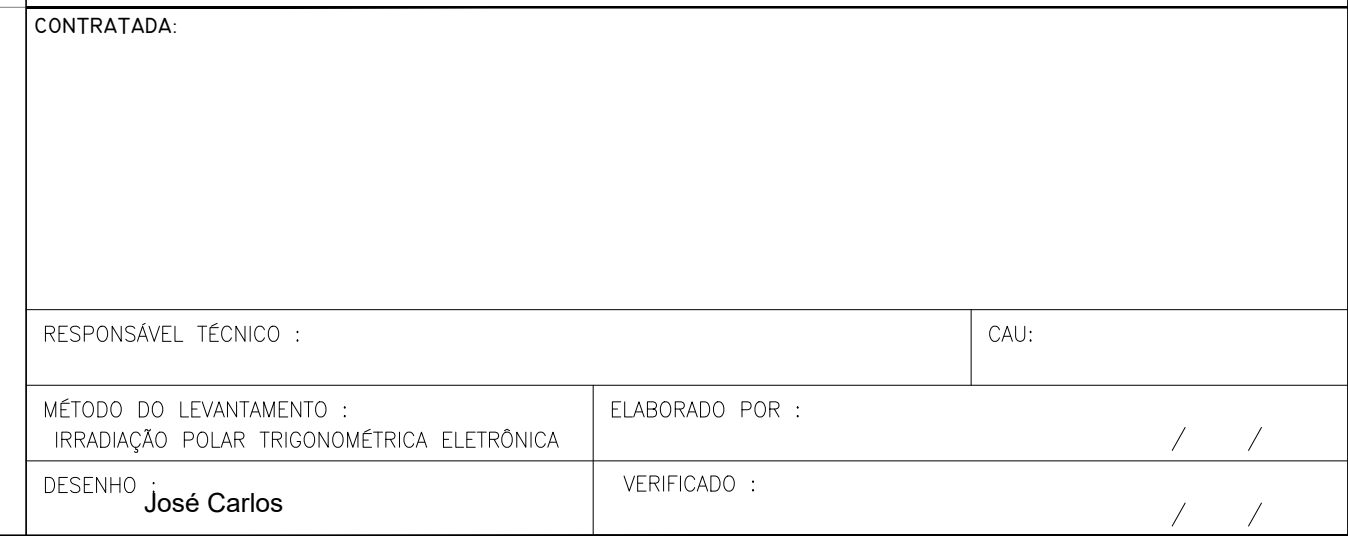 CONTRATADA:
RESPONSÁVEL TÉCNICO :
CAU:
MÉTODO DO LEVANTAMENTO :
IRRADIAÇÃO POLAR TRIGONOMÉTRICA ELETRÔNICA
ELABORADO POR :
/ /
DESENHO :
José Carlos
VERIFICADO :
/ /